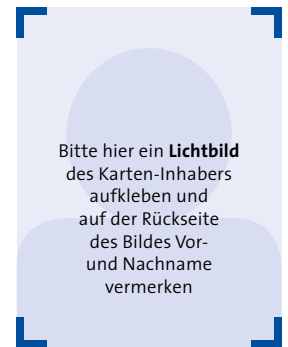 Bitte hier ein Lichtbild
des Karten-Inhabers
aufkleben und
auf der Rückseite
des Bildes Vor-
und Nachname
vermerken